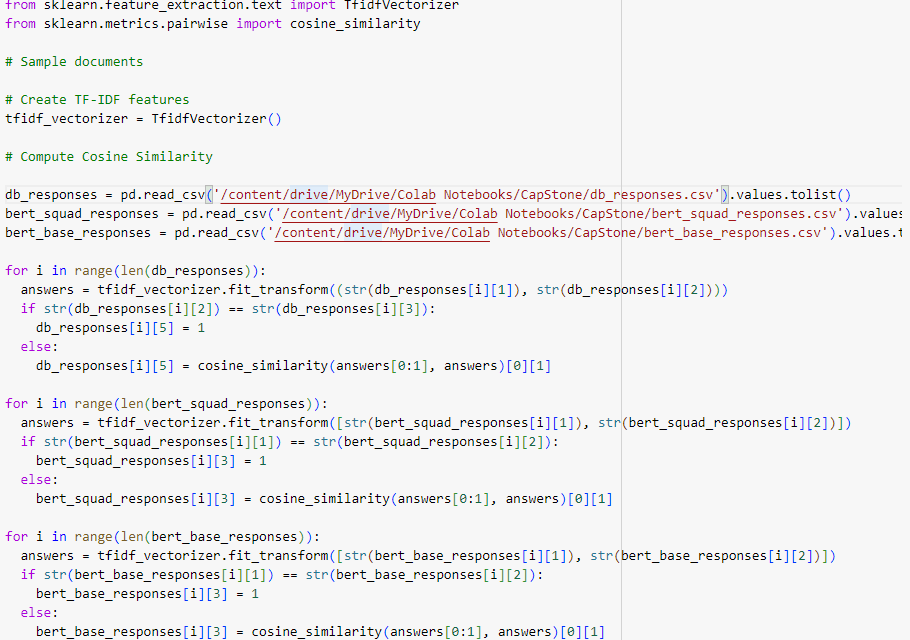 from sklearn.feature_extraction.text import TfidfVectorizer
from sklearn.metrics.pairwise import cosine_similarity
# Sample documents
# Create TF-IDF features
tfidf_vectorizer = TfidfVectorizer()
# Compute Cosine Similarity
db_responses = pd.read_csv('/content/drive/MyDrive/Colab Notebooks/CapStone/db_responses.csv').values.tolist()
bert_squad_responses = pd.read_csv('/content/drive/MyDrive/Colab Notebooks/CapStone/bert_squad_responses.csv').values
bert_base_responses = pd.read_csv('/content/drive/MyDrive/Colab Notebooks/CapStone/bert_base_responses.csv').values.t
for i in range(len(db_responses)):
  answers = tfidf_vectorizer.fit_transform((str(db_responses[i][1]), str(db_responses[i][2])))
  if str(db_responses[i][2]) == str(db_responses[i][3]):
    db_responses[i][5] = 1
  else:
    db_responses[i][5] = cosine_similarity(answers[0:1], answers)[0][1]
for i in range(len(bert_squad_responses)):
  answers = tfidf_vectorizer.fit_transform([str(bert_squad_responses[i][1]), str(bert_squad_responses[i][2])])
  if str(bert_squad_responses[i][1]) == str(bert_squad_responses[i][2]):
    bert_squad_responses[i][3] = 1
  else:
    bert_squad_responses[i][3] = cosine_similarity(answers[0:1], answers)[0][1]
for i in range(len(bert_base_responses)):
  answers = tfidf_vectorizer.fit_transform([str(bert_base_responses[i][1]), str(bert_base_responses[i][2])])
  if str(bert_base_responses[i][1]) == str(bert_base_responses[i][2]):
    bert_base_responses[i][3] = 1
  else:
    bert_base_responses[i][3] = cosine_similarity(answers[0:1], answers)[0][1]